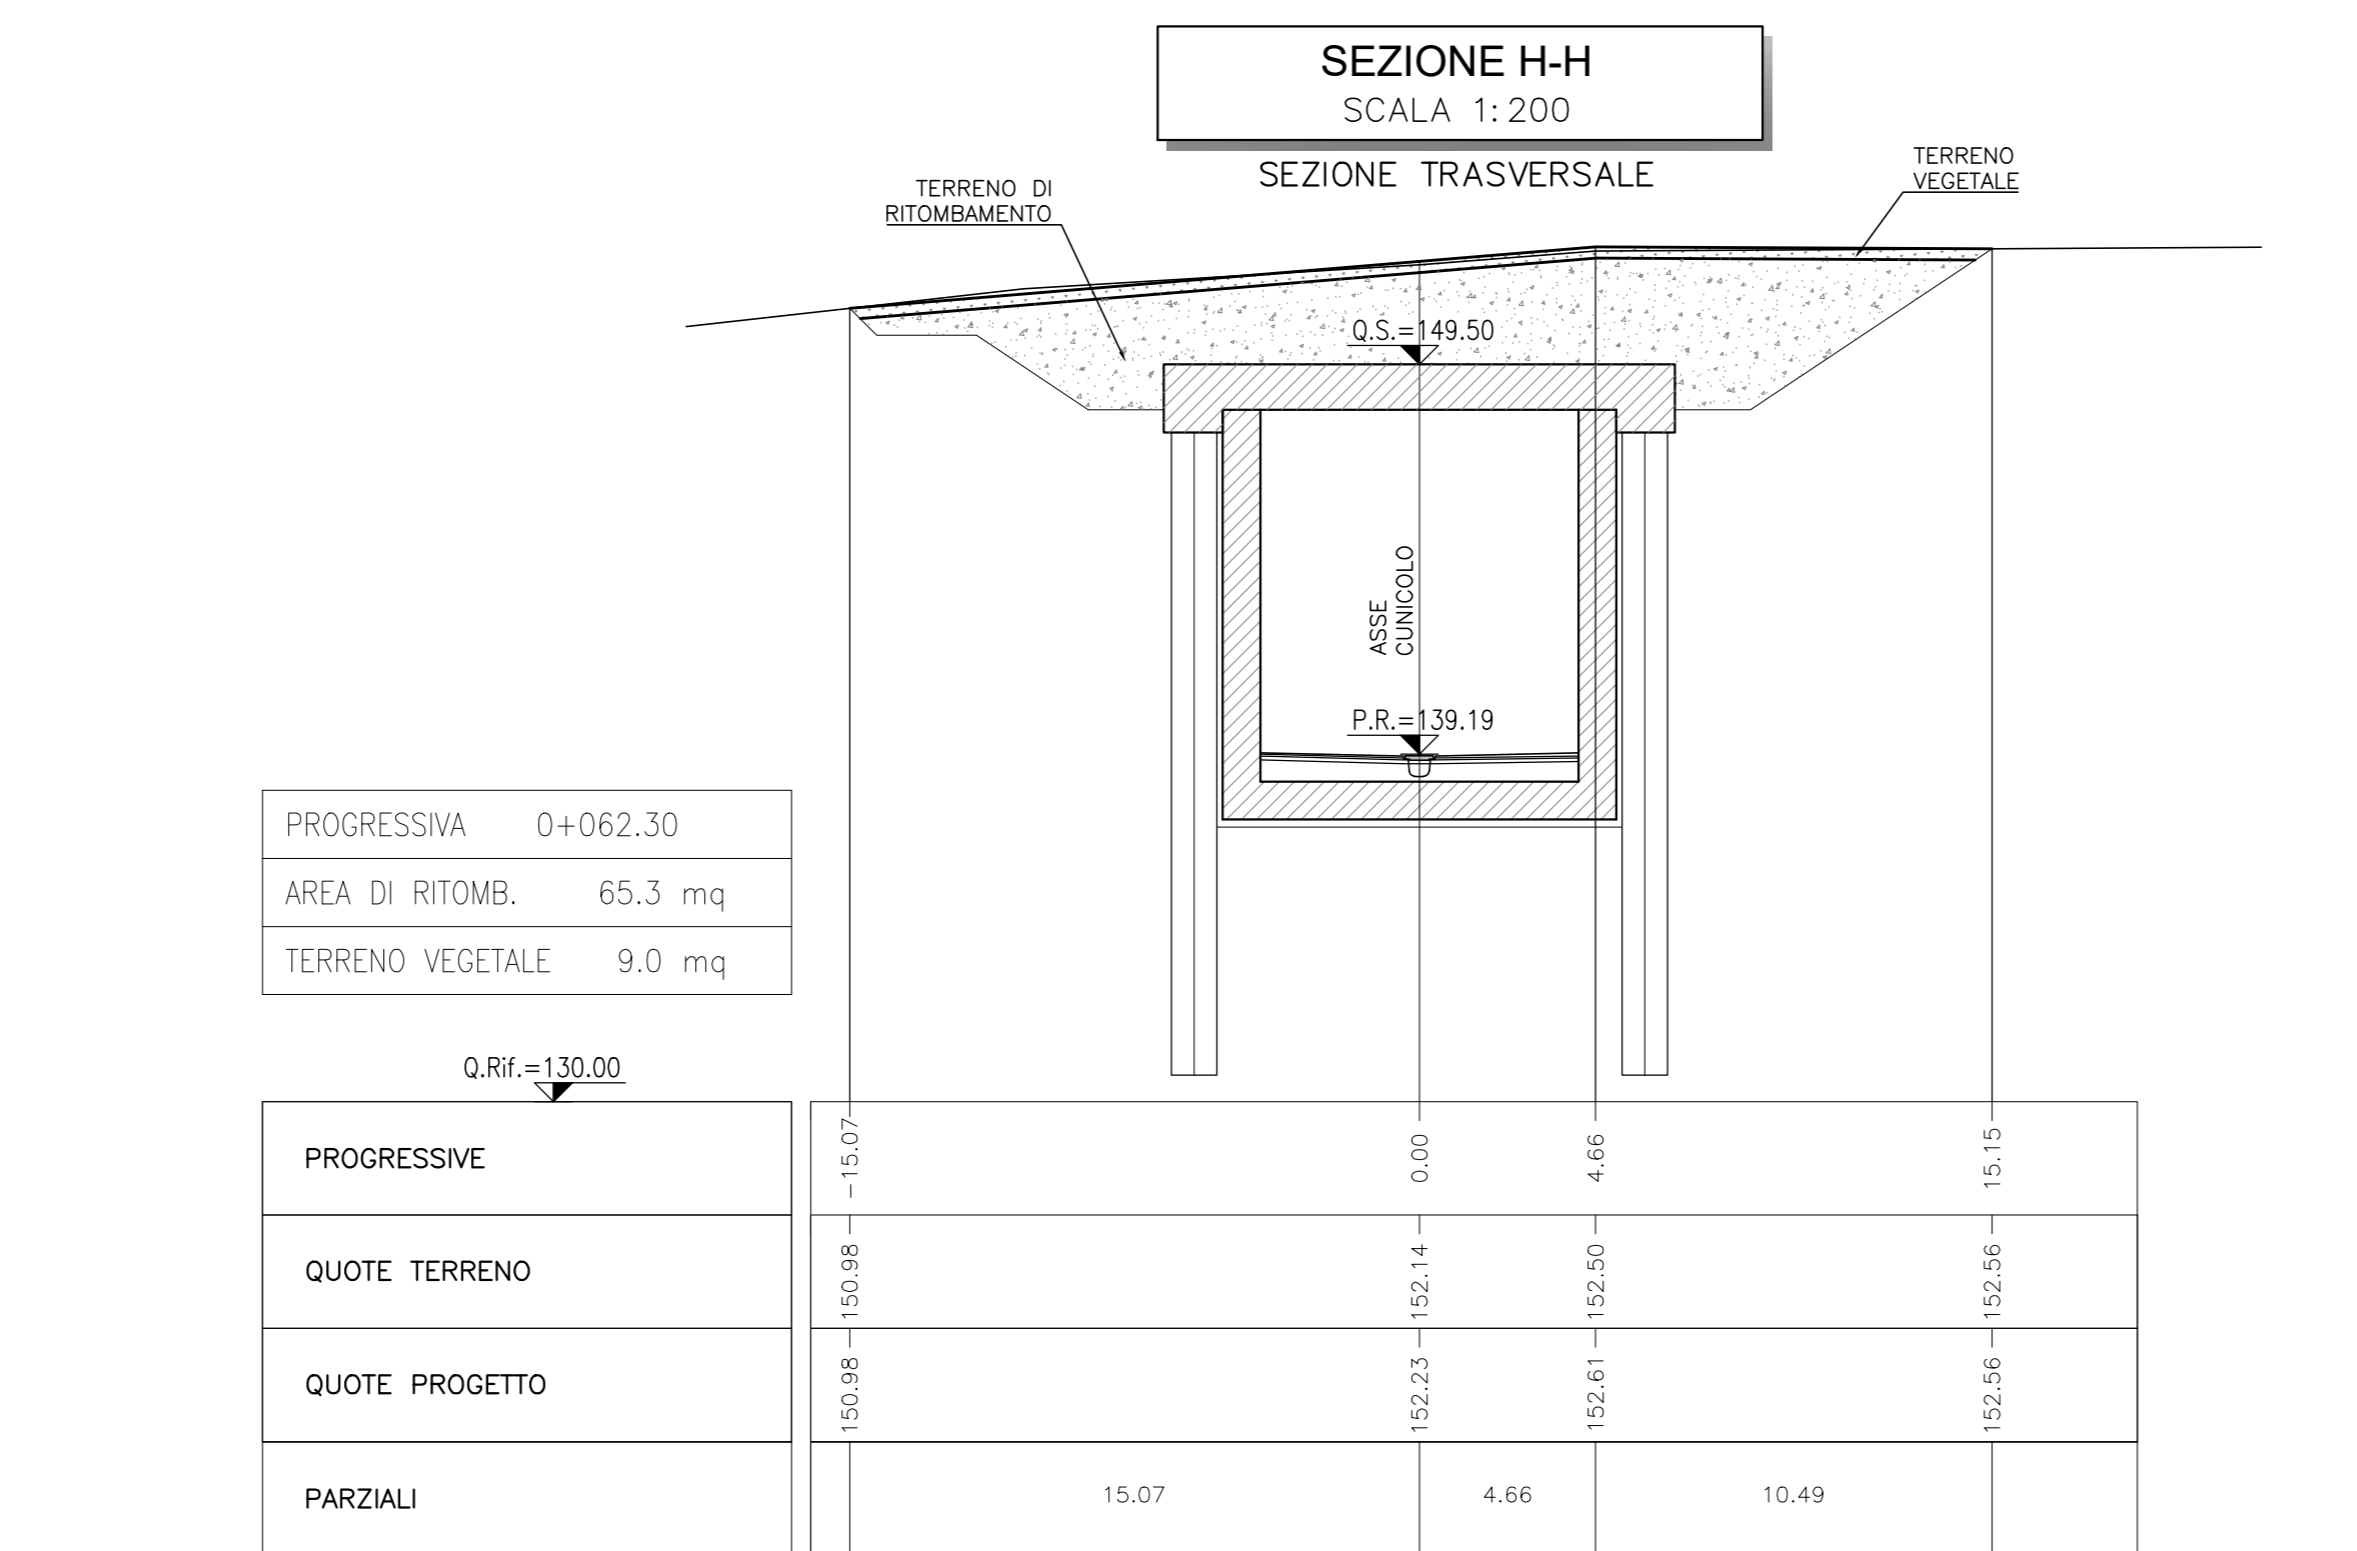 SEZIONE H-H
SCALA 1:200
SEZIONE TRASVERSALE
TERRENO DI
RITOMBAMENTO
TERRENO
VEGETALE
Q.S.=149.50
ASSE
CUNICOLO
P.R.=139.19
PROGRESSIVA 0+062.30
AREA DI RITOMB. 65.3 mq
TERRENO VEGETALE 9.0 mq
Q.Rif.=130.00
PROGRESSIVE -15.07 0.00 4.66 15.15
QUOTE TERRENO 150.98 152.14 152.50 152.56
QUOTE PROGETTO 150.98 152.23 152.61 152.56
PARZIALI 15.07 4.66 10.49